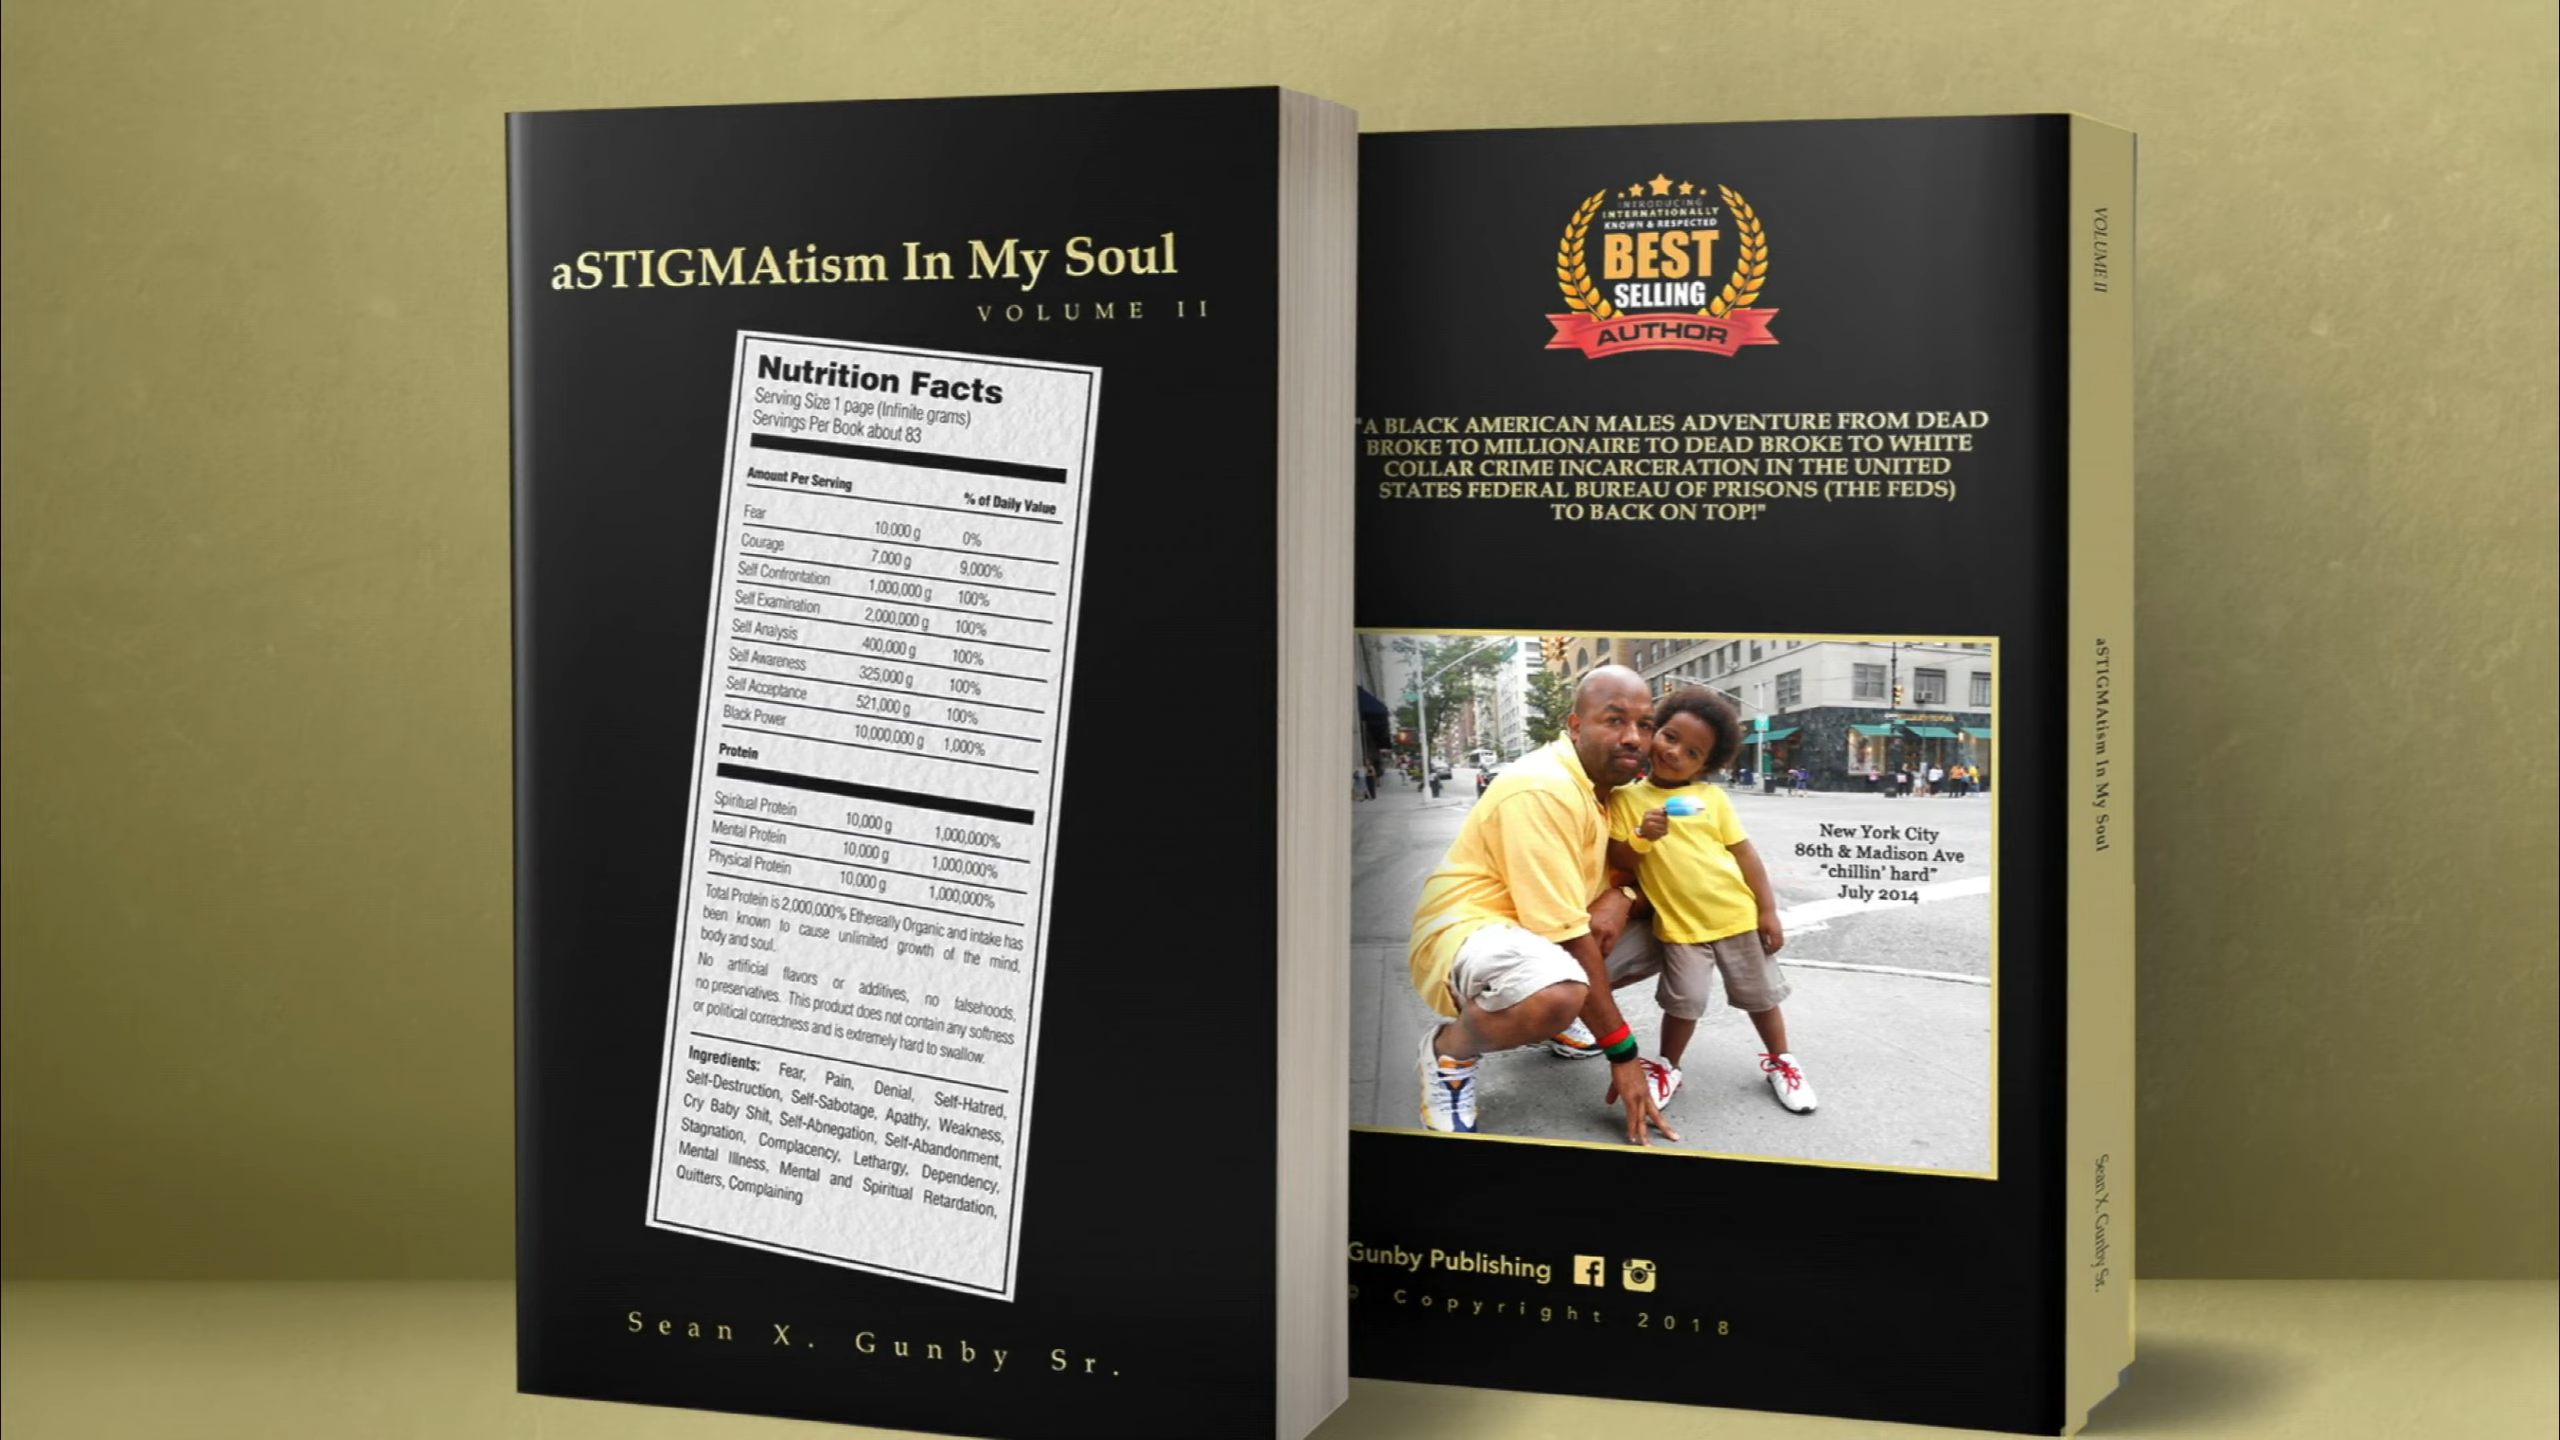 aSTIGMAtism In My Soul
VOLUME II
Nutrition Facts
Serving Size 1 page (Infinite grams)
Servings Per Book about 83
Amount Per Serving % of Daily Value
Fear 10,000 g 0%
Courage 7,000 g 9,000%
Self Confrontation 1,000,000 g 100%
Self Examination 2,000,000 g 100%
Self Analysis 400,000 g 100%
Self Awareness 325,000 g 100%
Self Acceptance 521,000 g 100%
Black Power 10,000,000 g 1,000%
Protein
Spiritual Protein 10,000 g 1,000,000%
Mental Protein 10,000 g 1,000,000%
Physical Protein 10,000 g 1,000,000%
Total Protein is 2,000,000% Ethereally Organic and intake has
been known to cause unlimited growth of the mind,
body and soul.
No artificial flavors or additives, no falsehoods,
no preservatives. This product does not contain any softness
or political correctness and is extremely hard to swallow.
Ingredients: Fear, Pain, Denial, Self-Hatred,
Self-Destruction, Self-Sabotage, Apathy, Weakness,
Cry Baby Shit, Self-Abnegation, Self-Abandonment,
Stagnation, Complacency, Lethargy, Dependency,
Mental Illness, Mental and Spiritual Retardation,
Quitters, Complaining
Sean X. Gunby Sr.
INTRODUCING
INTERNATIONALLY
KNOWN & RESPECTED
BEST
SELLING
AUTHOR
"A BLACK AMERICAN MALES ADVENTURE FROM DEAD
BROKE TO MILLIONAIRE TO DEAD BROKE TO WHITE
COLLAR CRIME INCARCERATION IN THE UNITED
STATES FEDERAL BUREAU OF PRISONS (THE FEDS)
TO BACK ON TOP!"
New York City
86th & Madison Ave
"chillin' hard"
July 2014
Gunby Publishing
© Copyright 2018
VOLUME II
aSTIGMAtism In My Soul
Sean X. Gunby Sr.